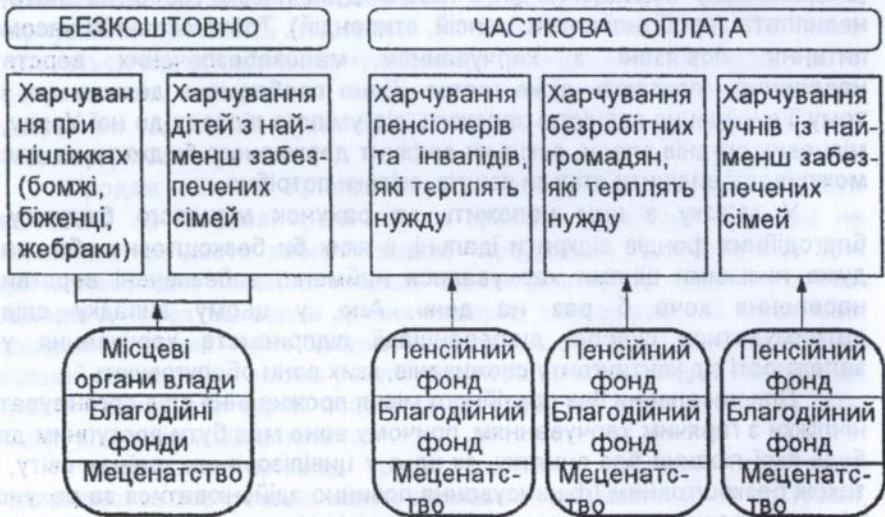 БЕЗКОШТОВНО
ЧАСТКОВА ОПЛАТА
Харчуван
ня при
нічліжках
(бомжі,
біженці,
жебраки)
Харчування
дітей з най-
менш забез-
печених
сімей
Харчування
пенсіонерів
та інвалідів,
які терплять
нужду
Харчування
безробітних
громадян,
які терплять
нужду
Харчування
учнів із най-
менш забез-
печених
сімей
Місцеві
органи влади
Благодійні
фонди
Меценатство
Пенсійний
фонд
Благодійний
фонд
Меценатс-
тво
Пенсійний
фонд
Благодійний
фонд
Меценатс-
тво
Пенсійний
фонд
Благодійний
фонд
Меценатс-
тво